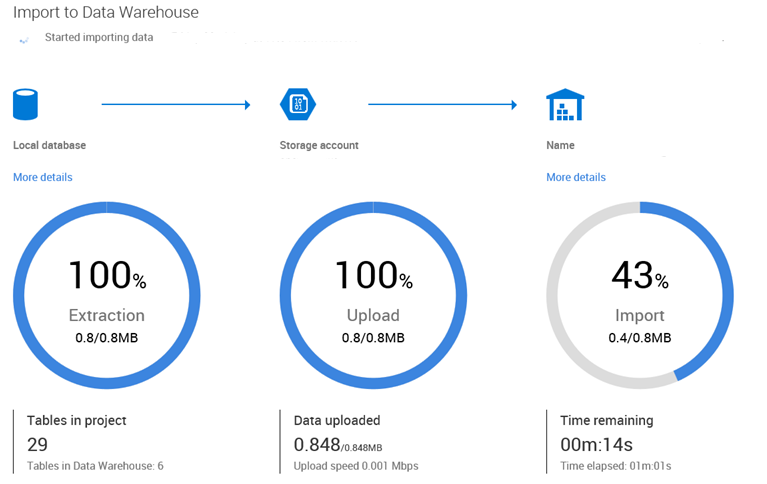 Import to Data Warehouse
Started importing data
10
01
Local database
Storage account
Name
More details
More details
100%
Extraction
0.8/0.8MB
100%
Upload
0.8/0.8MB
43%
Import
0.4/0.8MB
Tables in project
29
Tables in Data Warehouse: 6
Data uploaded
0.848/0.848MB
Upload speed 0.001 Mbps
Time remaining
00m:14s
Time elapsed: 01m:01s